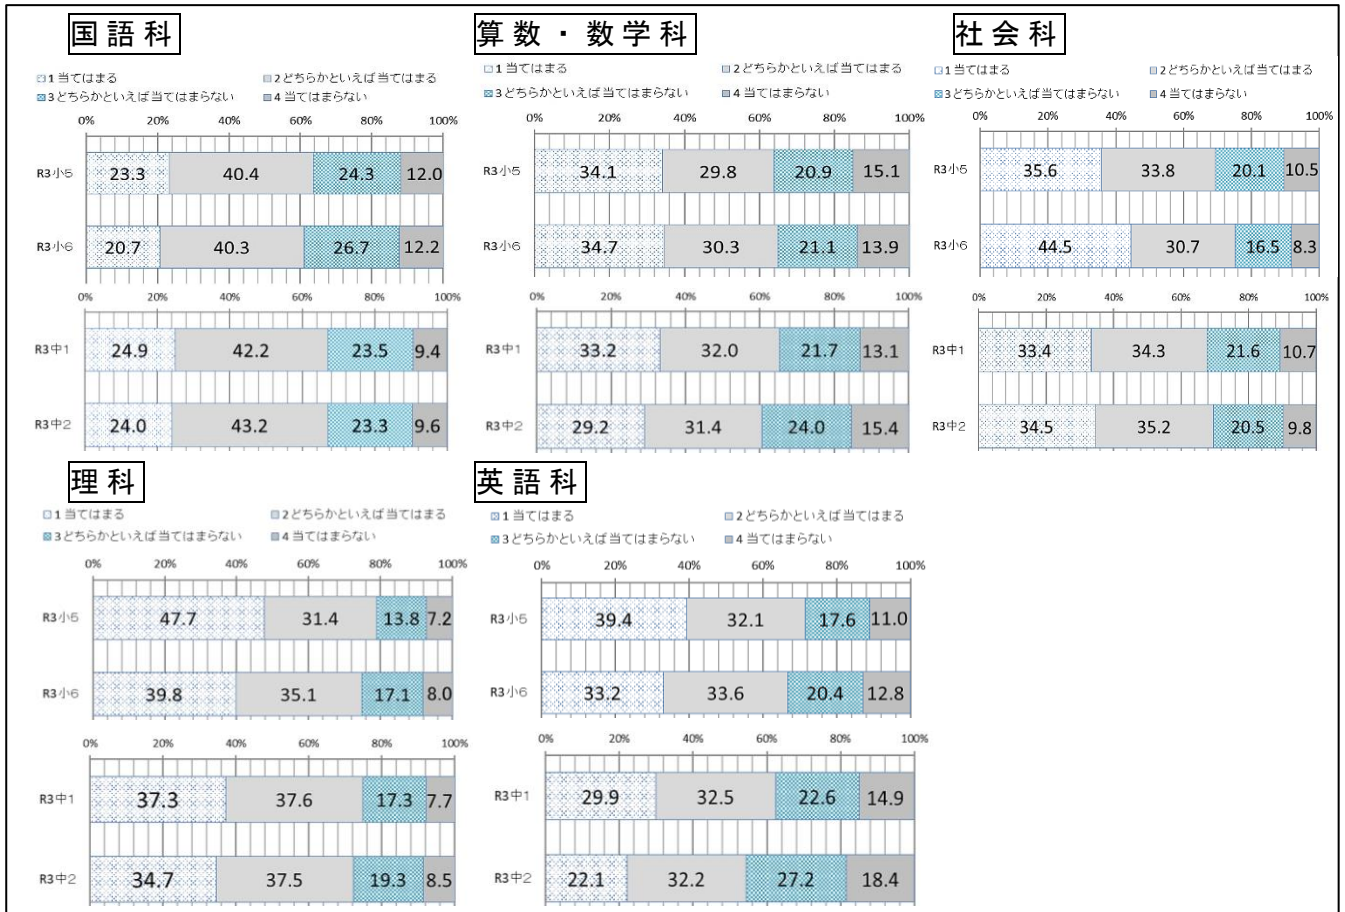 国語科
□1 当てはまる □2どちらかといえば当てはまる
■3どちらかといえば当てはまらない ■4 当てはまらない
0% 20% 40% 60% 80% 100%
R3小5 23.3 40.4 24.3 12.0
R3小6 20.7 40.3 26.7 12.2
0% 20% 40% 60% 80% 100%
R3中1 24.9 42.2 23.5 9.4
R3中2 24.0 43.2 23.3 9.6
算数・数学科
□1 当てはまる □2どちらかといえば当てはまる
■3どちらかといえば当てはまらない ■4 当てはまらない
0% 20% 40% 60% 80% 100%
R3小5 34.1 29.8 20.9 15.1
R3小6 34.7 30.3 21.1 13.9
0% 20% 40% 60% 80% 100%
R3中1 33.2 32.0 21.7 13.1
R3中2 29.2 31.4 24.0 15.4
社会科
□1 当てはまる □2どちらかといえば当てはまる
■3どちらかといえば当てはまらない ■4 当てはまらない
0% 20% 40% 60% 80% 100%
R3小5 35.6 33.8 20.1 10.5
R3小6 44.5 30.7 16.5 8.3
0% 20% 40% 60% 80% 100%
R3中1 33.4 34.3 21.6 10.7
R3中2 34.5 35.2 20.5 9.8
理科
□1 当てはまる □2どちらかといえば当てはまる
■3どちらかといえば当てはまらない ■4 当てはまらない
0% 20% 40% 60% 80% 100%
R3小5 47.7 31.4 13.8 7.2
R3小6 39.8 35.1 17.1 8.0
0% 20% 40% 60% 80% 100%
R3中1 37.3 37.6 17.3 7.7
R3中2 34.7 37.5 19.3 8.5
英語科
□1 当てはまる □2どちらかといえば当てはまる
■3どちらかといえば当てはまらない ■4 当てはまらない
0% 20% 40% 60% 80% 100%
R3小5 39.4 32.1 17.6 11.0
R3小6 33.2 33.6 20.4 12.8
0% 20% 40% 60% 80% 100%
R3中1 29.9 32.5 22.6 14.9
R3中2 22.1 32.2 27.2 18.4